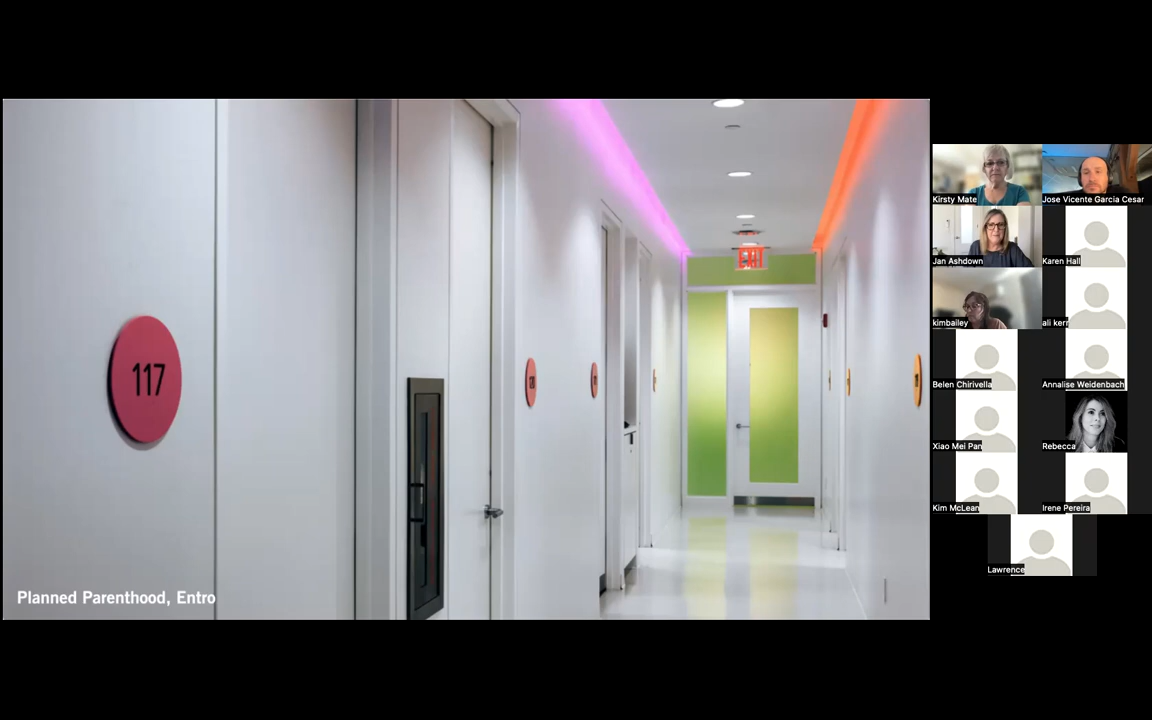 117
EXIT
Planned Parenthood, Entro
Kirsty Mate
Jose Vicente Garcia Cesar
Jan Ashdown
Karen Hall
kimbailey
ali kerr
Belen Chirivella
Annalise Weidenbach
Xiao Mei Pan
Rebecca
Kim McLean
Irene Pereira
Lawrence